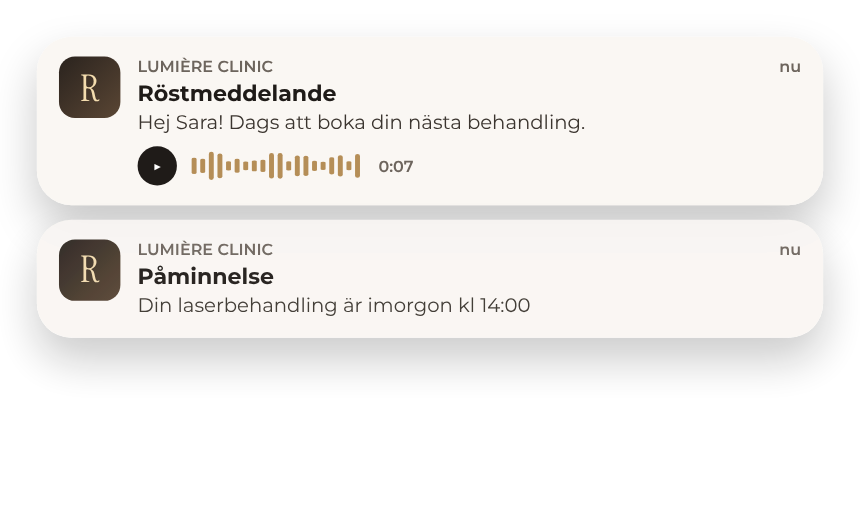 R
LUMIÈRE CLINIC
nu
Röstmeddelande
Hej Sara! Dags att boka din nästa behandling.
0:07
R
LUMIÈRE CLINIC
nu
Påminnelse
Din laserbehandling är imorgon kl 14:00